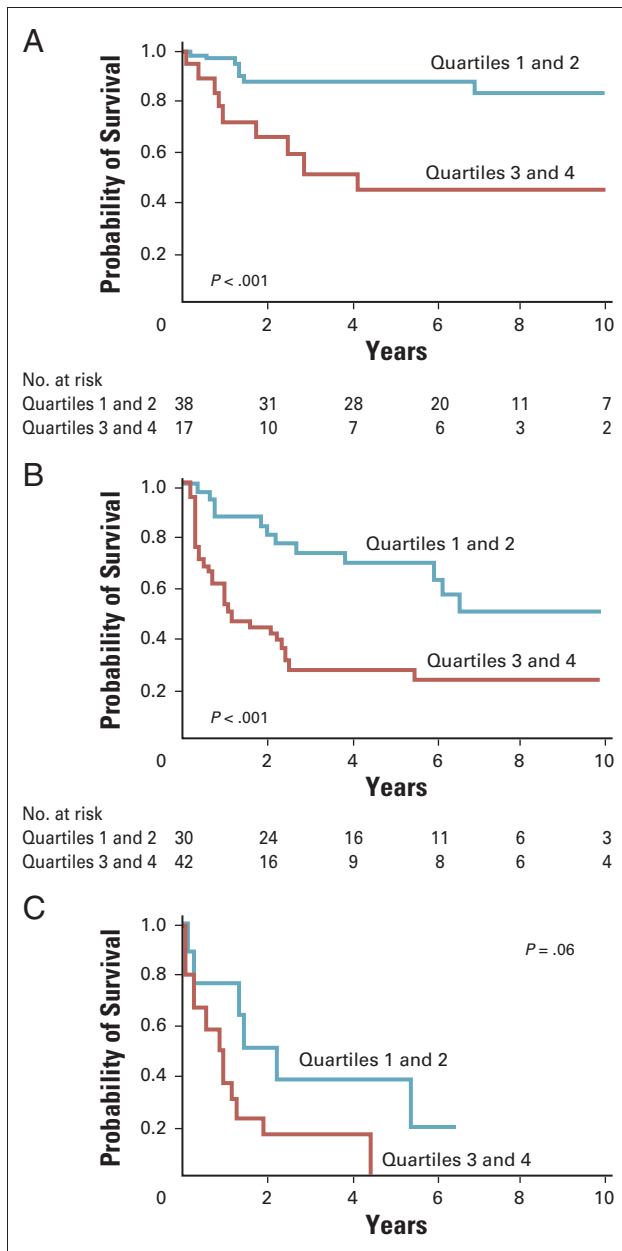 A
Probability of Survival
1.0
0.8
0.6
0.4
0.2
Quartiles 1 and 2
Quartiles 3 and 4
P < .001
0 2 4 6 8 10
Years
No. at risk
Quartiles 1 and 2 38 31 28 20 11 7
Quartiles 3 and 4 17 10 7 6 3 2
B
Probability of Survival
1.0
0.8
0.6
0.4
0.2
Quartiles 1 and 2
Quartiles 3 and 4
P < .001
0 2 4 6 8 10
Years
No. at risk
Quartiles 1 and 2 30 24 16 11 6 3
Quartiles 3 and 4 42 16 9 8 6 4
C
Probability of Survival
1.0
0.8
0.6
0.4
0.2
P = .06
Quartiles 1 and 2
Quartiles 3 and 4
0 2 4 6 8 10
Years